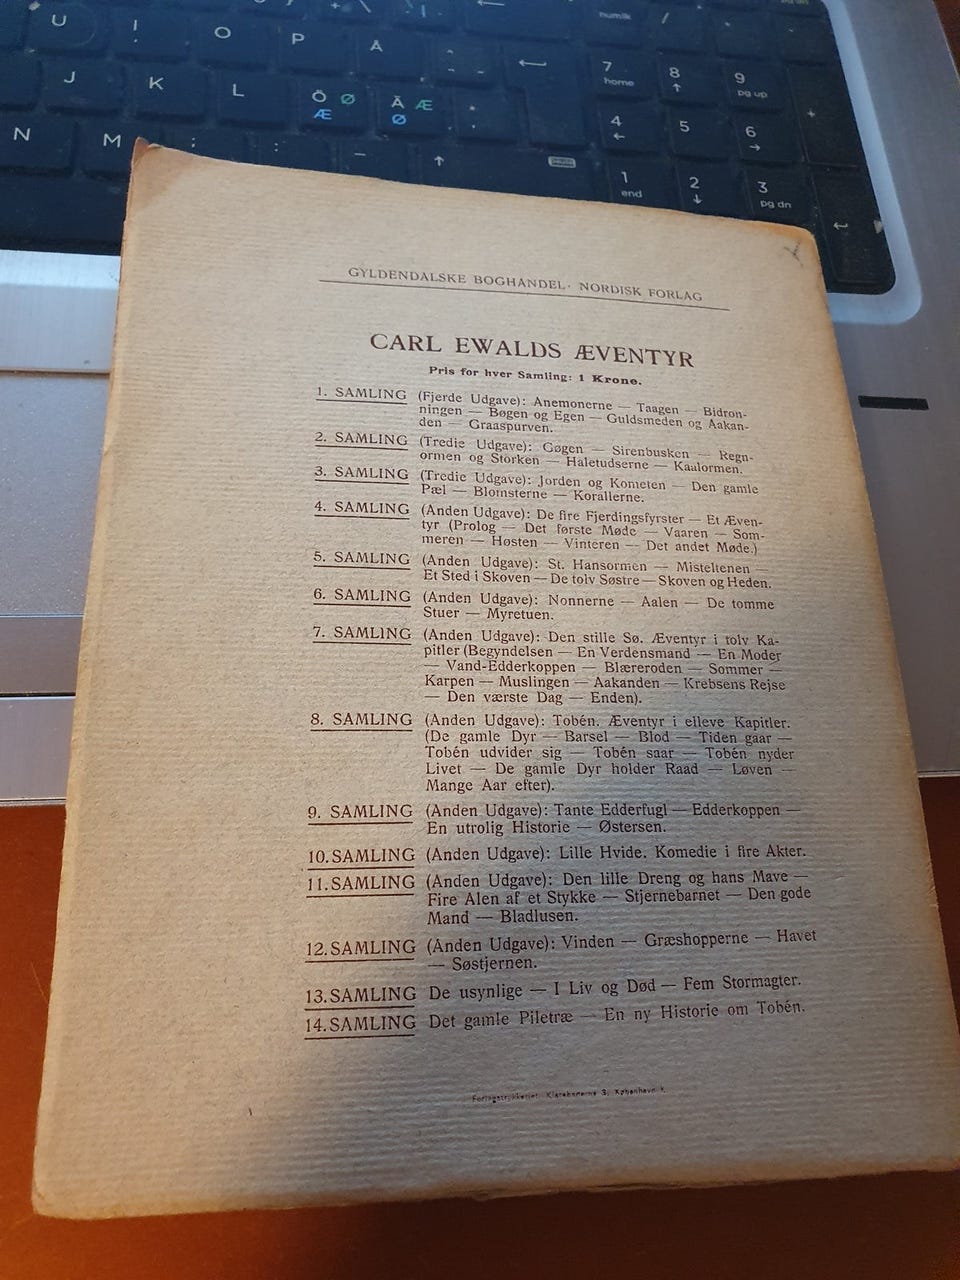 U I O P Å ¨ ^ ~ ← num lk / *
J K L Ö Ø Æ Ä Æ Ø ' * 7 home 8 ↑ 9 pg up +
N M ; , : . _ - ↑ 4 ← 5 6 →
1 end 2 ↓ 3 pg dn ↵
GYLDENDALSKE BOGHANDEL · NORDISK FORLAG
CARL EWALDS ÆVENTYR
Pris for hver Samling: 1 Krone.
1. SAMLING (Fjerde Udgave): Anemonerne — Taagen — Bidron-
ningen — Bøgen og Egen — Guldsmeden og Aakan-
den — Graaspurven.
2. SAMLING (Tredie Udgave): Gøgen — Sirenbusken — Regn-
ormen og Storken — Haletudserne — Kaalormen.
3. SAMLING (Tredie Udgave): Jorden og Kometen — Den gamle
Pæl — Blomsterne — Korallerne.
4. SAMLING (Anden Udgave): De fire Fjerdingsfyrster — Et Æven-
tyr (Prolog — Det første Møde — Vaaren — Som-
meren — Høsten — Vinteren — Det andet Møde.)
5. SAMLING (Anden Udgave): St. Hansormen — Misteltenen —
Et Sted i Skoven — De tolv Søstre — Skoven og Heden.
6. SAMLING (Anden Udgave): Nonnerne — Aalen — De tomme
Stuer — Myretuen.
7. SAMLING (Anden Udgave): Den stille Sø. Æventyr i tolv Ka-
pitler (Begyndelsen — En Verdensmand — En Moder
— Vand-Edderkoppen — Blæreroden — Sommer —
Karpen — Muslingen — Aakanden — Krebsens Rejse
— Den værste Dag — Enden).
8. SAMLING (Anden Udgave): Tobén. Æventyr i elleve Kapitler.
(De gamle Dyr — Barsel — Blod — Tiden gaar —
Tobén udvider sig — Tobén saar — Tobén nyder
Livet — De gamle Dyr holder Raad — Løven —
Mange Aar efter).
9. SAMLING (Anden Udgave): Tante Edderfugl — Edderkoppen —
En utrolig Historie — Østersen.
10. SAMLING (Anden Udgave): Lille Hvide. Komedie i fire Akter.
11. SAMLING (Anden Udgave): Den lille Dreng og hans Mave —
Fire Alen af et Stykke — Stjernebarnet — Den gode
Mand — Bladlusen.
12. SAMLING (Anden Udgave): Vinden — Græshopperne — Havet
— Søstjernen.
13. SAMLING De usynlige — I Liv og Død — Fem Stormagter.
14. SAMLING Det gamle Piletræ — En ny Historie om Tobén.
Forlagstrykkeriet. Klareboderne 3, København K.